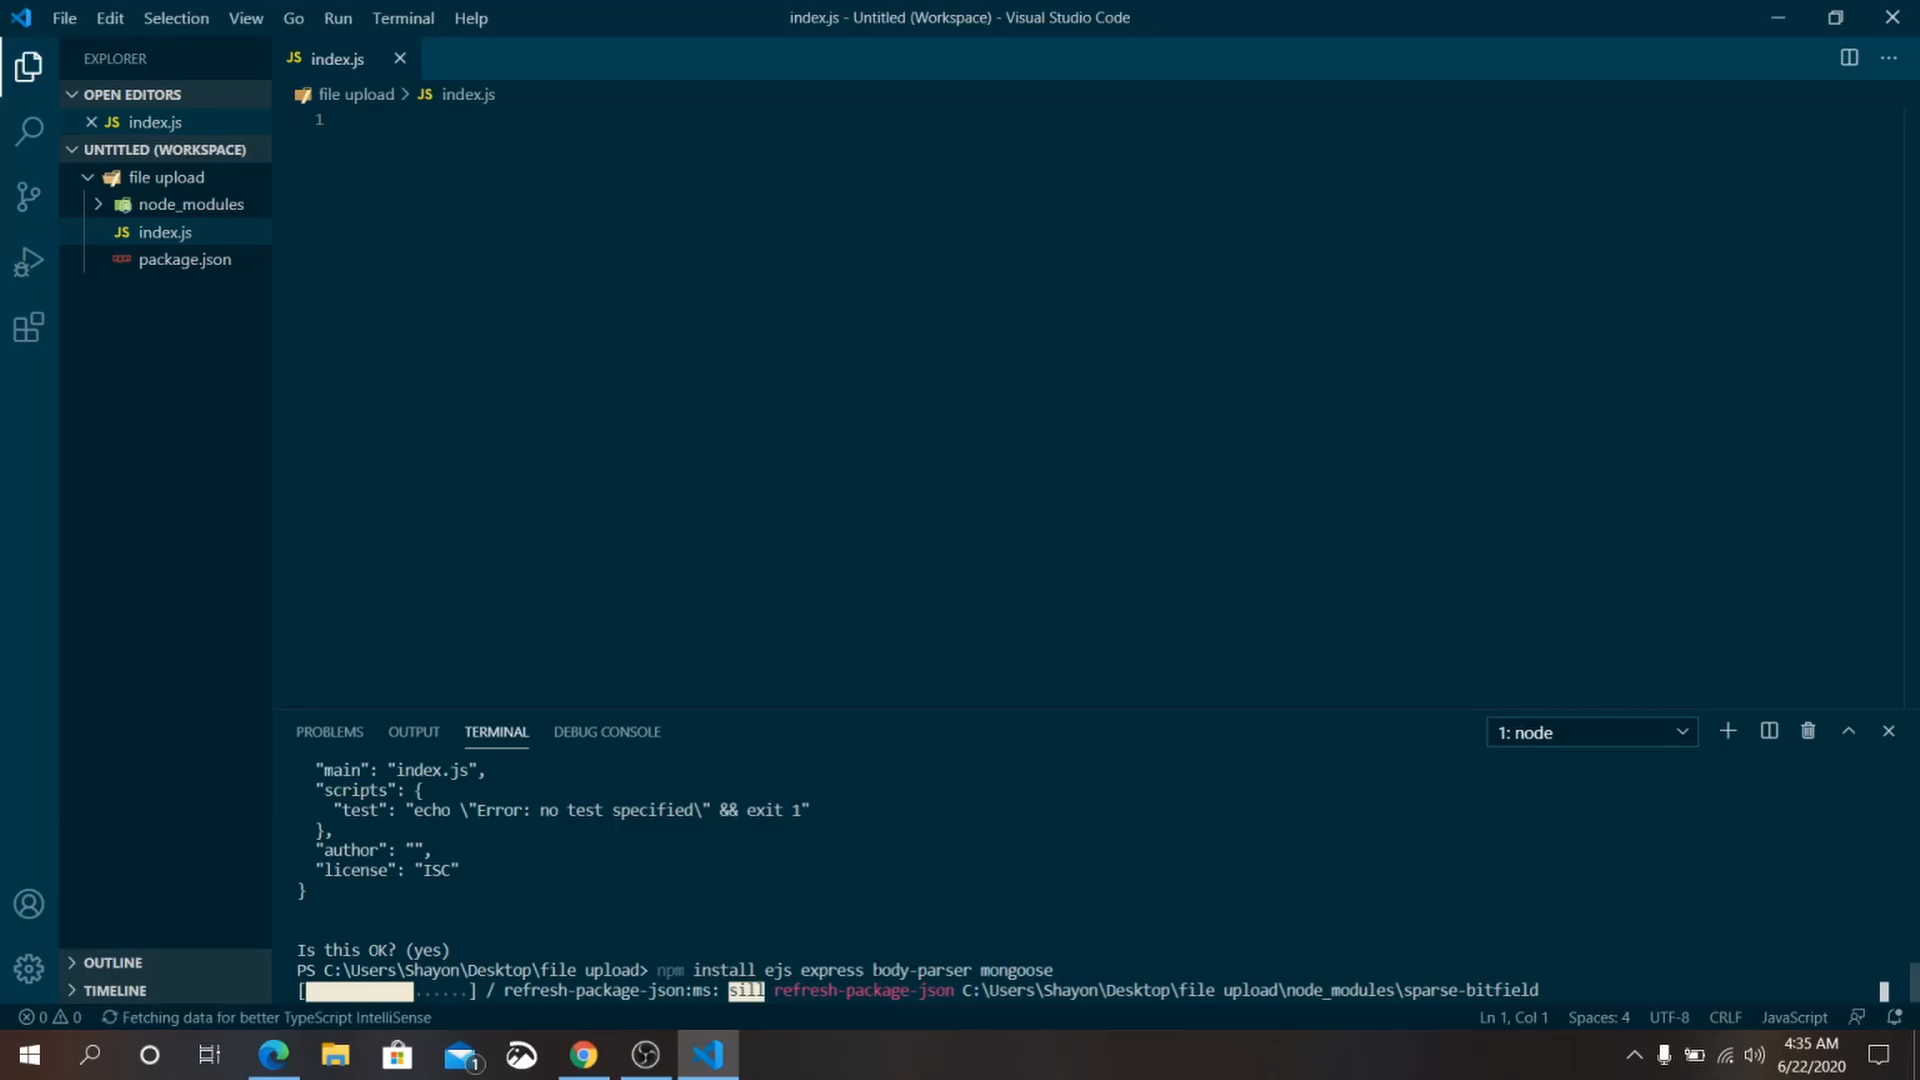 File Edit Selection View Go Run Terminal Help
index.js - Untitled (Workspace) - Visual Studio Code
EXPLORER
OPEN EDITORS
JS index.js
UNTITLED (WORKSPACE)
file upload
node_modules
JS index.js
package.json
OUTLINE
TIMELINE
JS index.js
file upload > JS index.js
1
PROBLEMS OUTPUT TERMINAL DEBUG CONSOLE
1: node
"main": "index.js",
"scripts": {
"test": "echo \"Error: no test specified\" && exit 1"
},
"author": "",
"license": "ISC"
}
Is this OK? (yes)
PS C:\Users\Shayon\Desktop\file upload> npm install ejs express body-parser mongoose
[ ......] / refresh-package-json:ms: sill refresh-package-json C:\Users\Shayon\Desktop\file upload\node_modules\sparse-bitfield
0 0 Fetching data for better TypeScript IntelliSense
Ln 1, Col 1 Spaces: 4 UTF-8 CRLF JavaScript
1
4:35 AM
6/22/2020